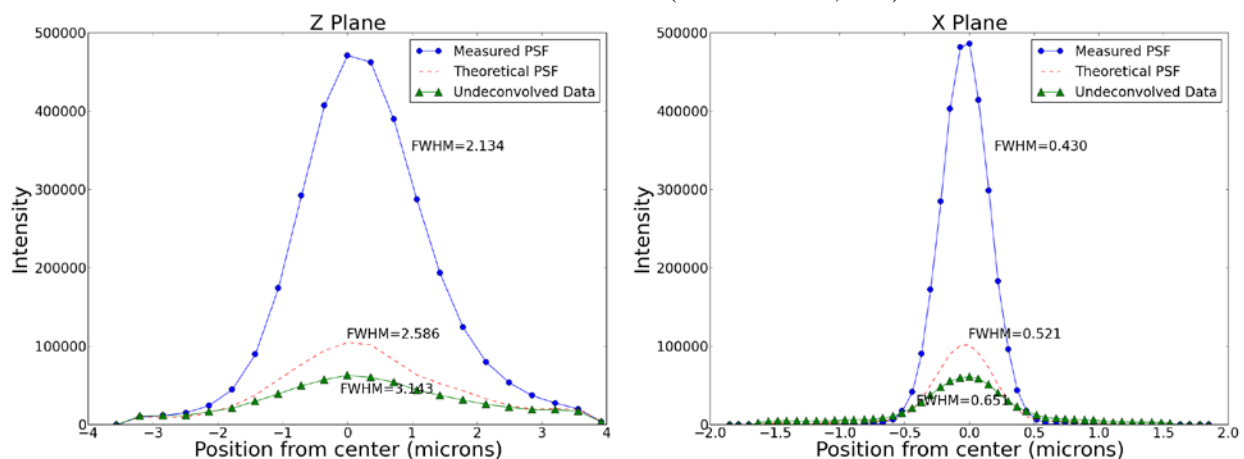 Z Plane
500000
400000
300000
200000
100000
0
Intensity
Measured PSF
Theoretical PSF
Undeconvolved Data
FWHM=2.134
FWHM=2.586
FWHM=3.143
−4 −3 −2 −1 0 1 2 3 4
Position from center (microns)
X Plane
500000
400000
300000
200000
100000
0
Intensity
Measured PSF
Theoretical PSF
Undeconvolved Data
FWHM=0.430
FWHM=0.521
FWHM=0.651
−2.0 −1.5 −1.0 −0.5 0.0 0.5 1.0 1.5 2.0
Position from center (microns)